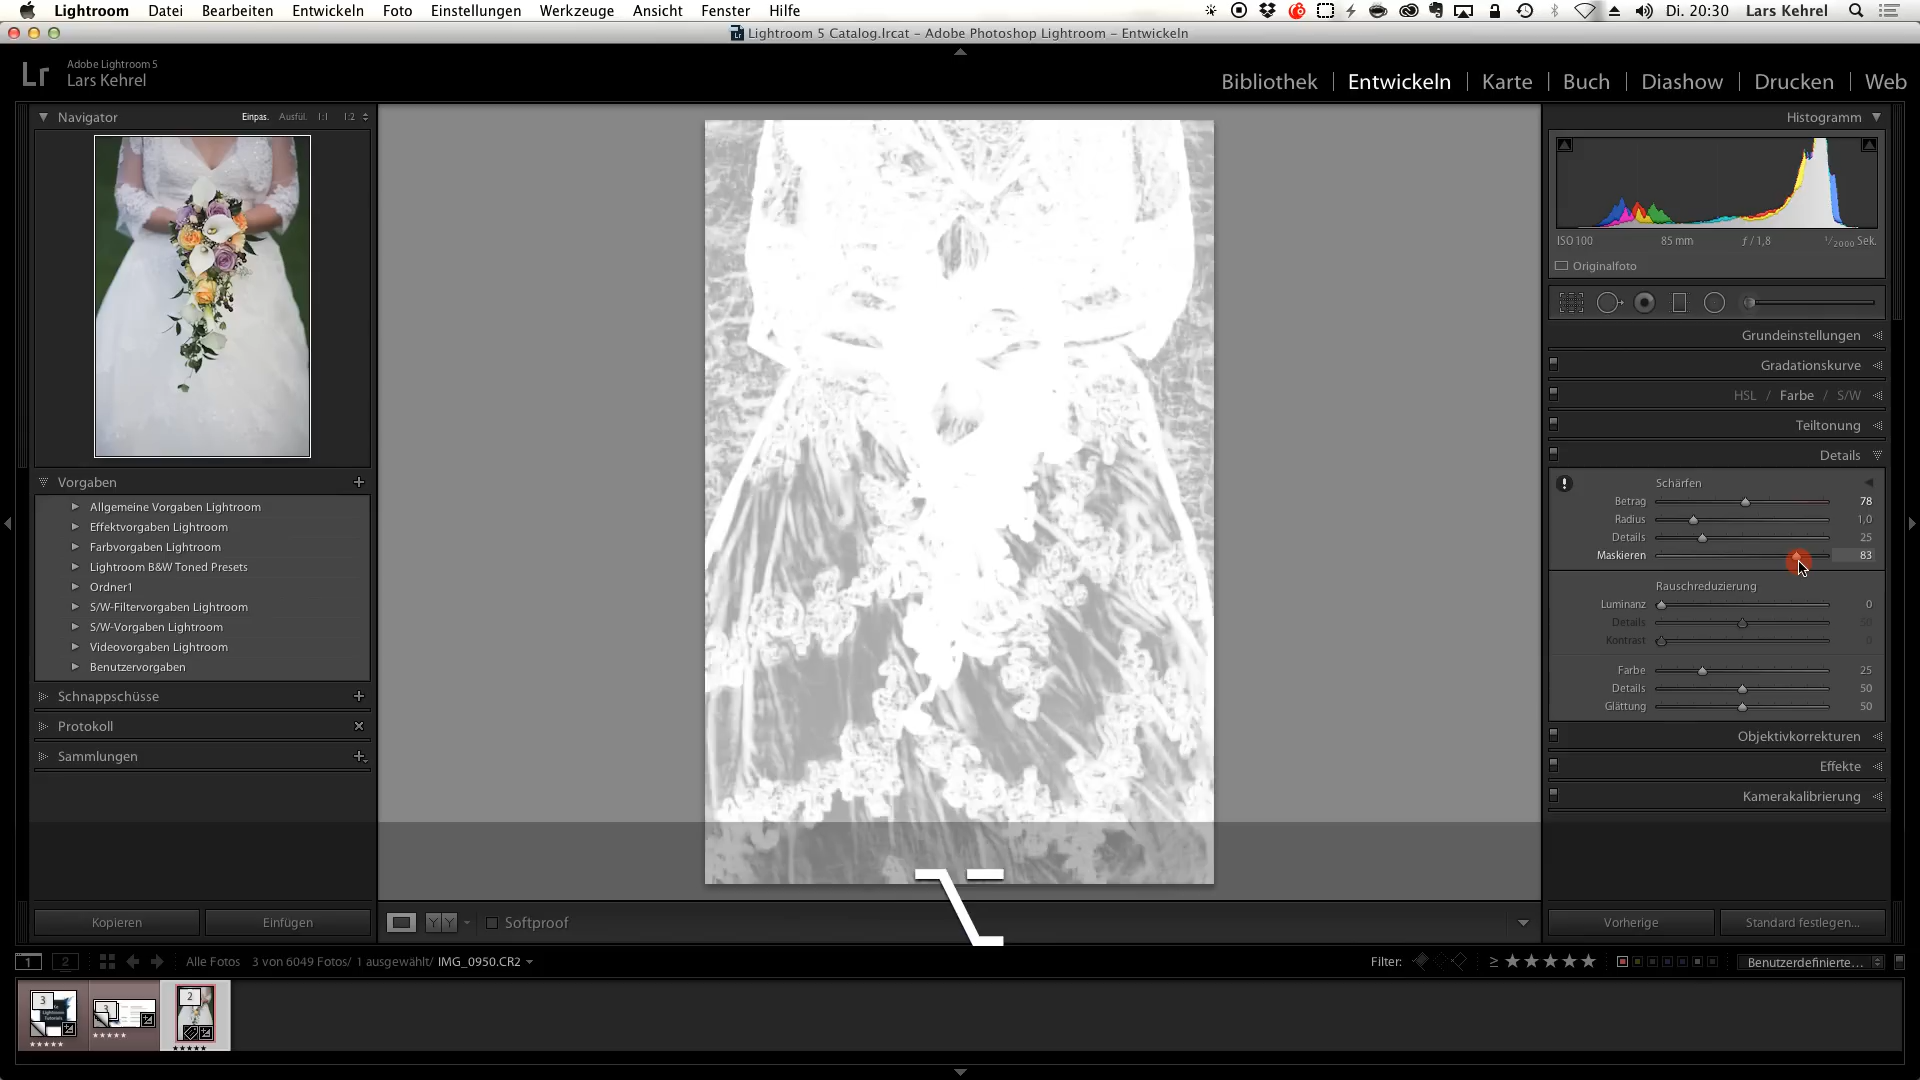 Lightroom Datei Bearbeiten Entwickeln Foto Einstellungen Werkzeuge Ansicht Fenster Hilfe Di. 20:30 Lars Kehrel
Lightroom 5 Catalog.lrcat – Adobe Photoshop Lightroom – Entwickeln
Lr
Adobe Lightroom 5
Lars Kehrel
Bibliothek | Entwickeln | Karte | Buch | Diashow | Drucken | Web
Navigator Einpas. Ausfül. 1:1 1:2
Histogramm
ISO 100 85 mm ƒ / 1,8 1/2000 Sek.
Originalfoto
Grundeinstellungen
Gradationskurve
HSL / Farbe / S/W
Teiltonung
Details
Schärfen
Betrag 78
Radius 1,0
Details 25
Maskieren 83
Rauschreduzierung
Luminanz 0
Details 50
Kontrast 0
Farbe 25
Details 50
Glättung 50
Objektivkorrekturen
Effekte
Kamerakalibrierung
Vorgaben
Allgemeine Vorgaben Lightroom
Effektvorgaben Lightroom
Farbvorgaben Lightroom
Lightroom B&W Toned Presets
Ordner1
S/W-Filtervorgaben Lightroom
S/W-Vorgaben Lightroom
Videovorgaben Lightroom
Benutzervorgaben
Schnappschüsse
Protokoll
Sammlungen
Kopieren Einfügen
Softproof
Vorherige Standard festlegen...
1 2 Alle Fotos 3 von 6049 Fotos/ 1 ausgewählt/ IMG_0950.CR2 Filter: ≥ ★★★★★ Benutzerdefinierte...
3 3 2